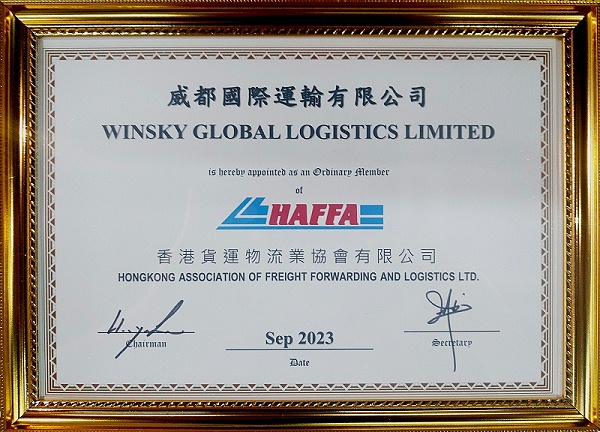 威都國際運輸有限公司
WINSKY GLOBAL LOGISTICS LIMITED
is hereby appointed as an Ordinary Member
of
HAFFA
香港貨運物流業協會有限公司
HONGKONG ASSOCIATION OF FREIGHT FORWARDING AND LOGISTICS LTD.
Sep 2023
Chairman
Secretary
Date